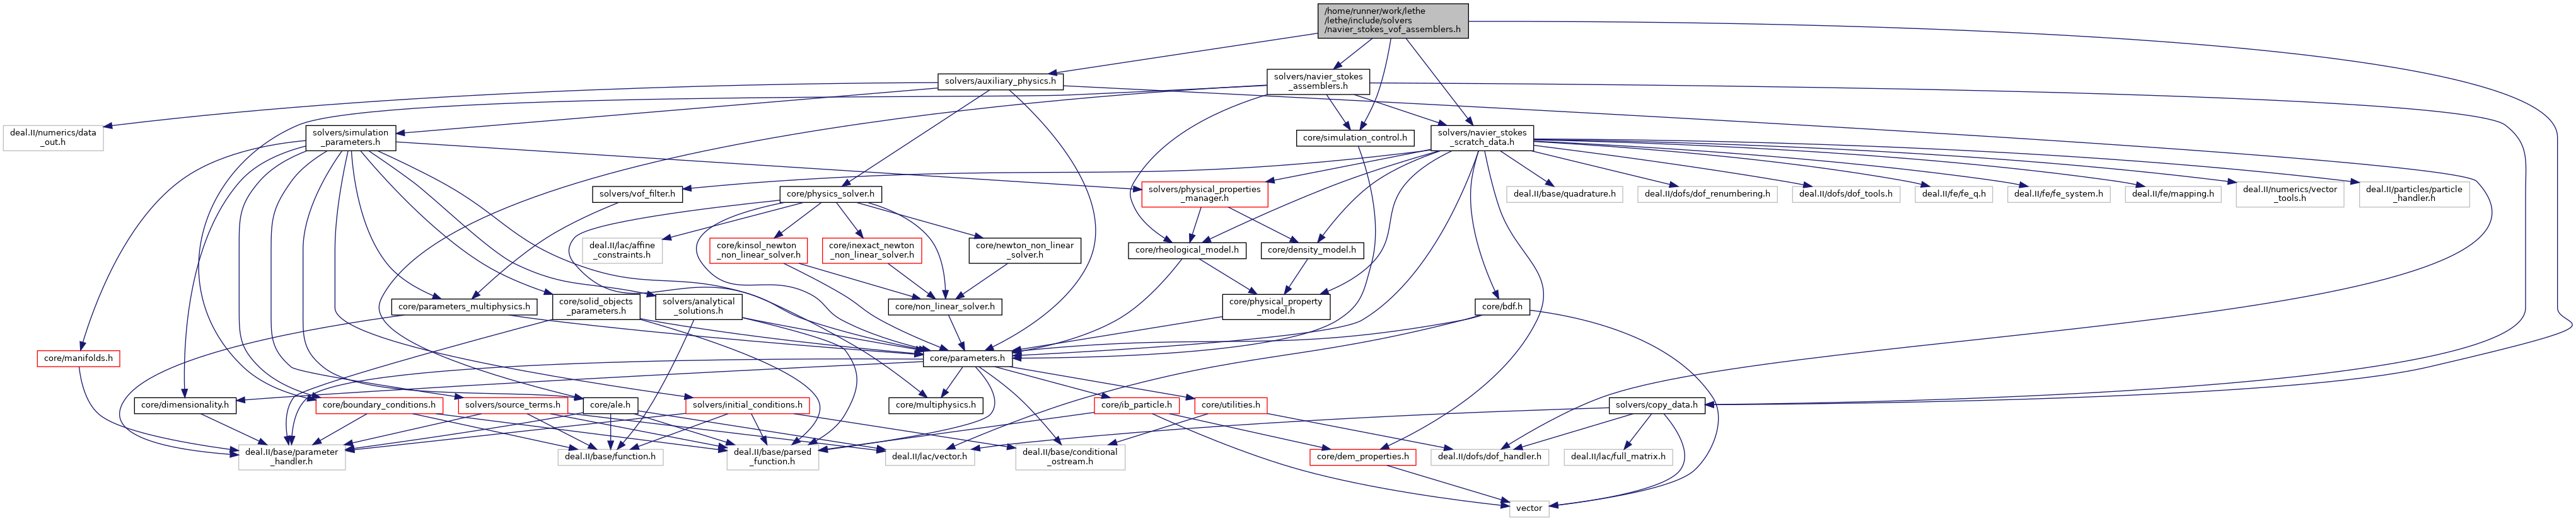 /home/runner/work/lethe
/lethe/include/solvers
/navier_stokes_vof_assemblers.h
solvers/auxiliary_physics.h
solvers/navier_stokes
_assemblers.h
deal.II/numerics/data
_out.h
solvers/simulation
_parameters.h
core/simulation_control.h
solvers/navier_stokes
_scratch_data.h
solvers/vof_filter.h
core/physics_solver.h
solvers/physical_properties
_manager.h
deal.II/base/quadrature.h
deal.II/dofs/dof_renumbering.h
deal.II/dofs/dof_tools.h
deal.II/fe/fe_q.h
deal.II/fe/fe_system.h
deal.II/fe/mapping.h
deal.II/numerics/vector
_tools.h
deal.II/particles/particle
_handler.h
deal.II/lac/affine
_constraints.h
core/kinsol_newton
_non_linear_solver.h
core/inexact_newton
_non_linear_solver.h
core/newton_non_linear
_solver.h
core/rheological_model.h
core/density_model.h
core/parameters_multiphysics.h
core/solid_objects
_parameters.h
solvers/analytical
_solutions.h
core/non_linear_solver.h
core/physical_property
_model.h
core/bdf.h
core/manifolds.h
core/parameters.h
core/dimensionality.h
core/boundary_conditions.h
solvers/source_terms.h
core/ale.h
solvers/initial_conditions.h
core/multiphysics.h
core/ib_particle.h
core/utilities.h
solvers/copy_data.h
deal.II/base/parameter
_handler.h
deal.II/base/function.h
deal.II/base/parsed
_function.h
deal.II/lac/vector.h
deal.II/base/conditional
_ostream.h
core/dem_properties.h
deal.II/dofs/dof_handler.h
deal.II/lac/full_matrix.h
vector